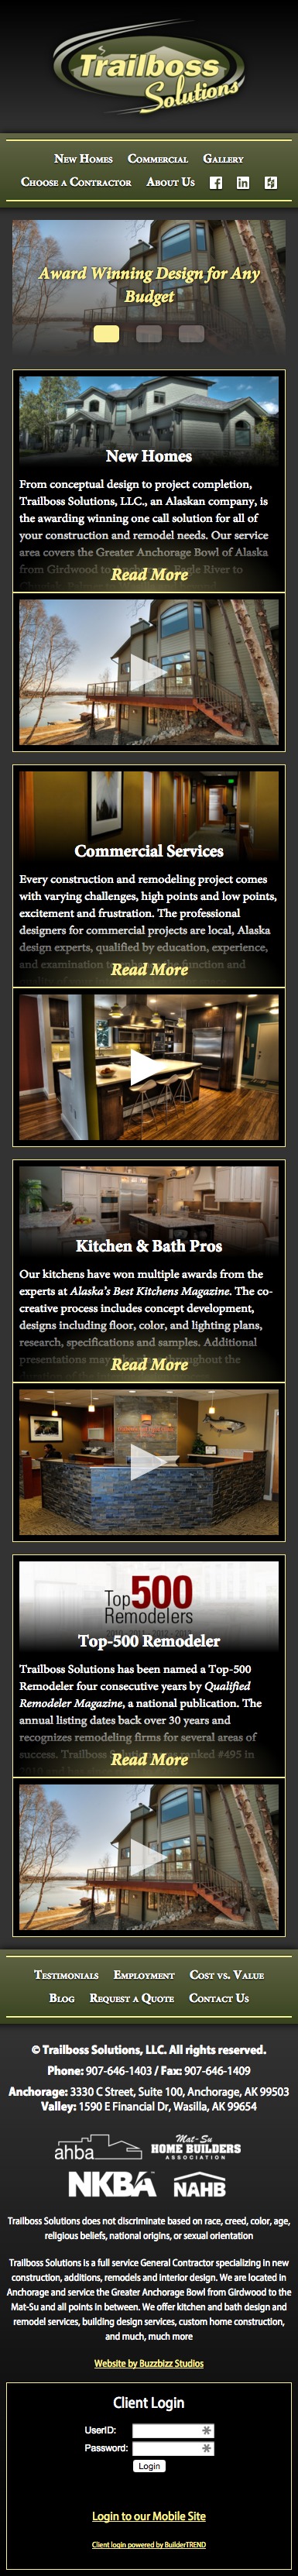 Trailboss
Solutions
New Homes Commercial Gallery
Choose a Contractor About Us
Award Winning Design for Any
Budget
New Homes
From conceptual design to project completion,
Trailboss Solutions, LLC., an Alaskan company, is
the awarding winning one call solution for all of
your construction and remodel needs. Our service
area covers the Greater Anchorage Bowl of Alaska
from Girdwood to Eagle River to
Read More
Commercial Services
Every construction and remodeling project comes
with varying challenges, high points and low points,
excitement and frustration. The professional
designers for commercial projects are local, Alaska
design experts, qualified by education, experience,
and examination to function and
Read More
Kitchen & Bath Pros
Our kitchens have won multiple awards from the
experts at Alaska's Best Kitchens Magazine. The co-
creative process includes concept development,
designs including floor, color, and lighting plans,
research, specifications and samples. Additional
presentations may throughout the
Read More
Top 500
Remodelers
Top-500 Remodeler
Trailboss Solutions has been named a Top-500
Remodeler four consecutive years by Qualified
Remodeler Magazine, a national publication. The
annual listing dates back over 30 years and
recognizes remodeling firms for several areas of
success. Trailboss ranked #495 in
Read More
Testimonials Employment Cost vs. Value
Blog Request a Quote Contact Us
© Trailboss Solutions, LLC. All rights reserved.
Phone: 907-646-1403 / Fax: 907-646-1409
Anchorage: 3330 C Street, Suite 100, Anchorage, AK 99503
Valley: 1590 E Financial Dr, Wasilla, AK 99654
ahba
Mat-Su
HOME BUILDERS
ASSOCIATION
NKBA NAHB
Trailboss Solutions does not discriminate based on race, creed, color, age,
religious beliefs, national origins, or sexual orientation
Trailboss Solutions is a full service General Contractor specializing in new
construction, additions, remodels and interior design. We are located in
Anchorage and service the Greater Anchorage Bowl from Girdwood to the
Mat-Su and all points in between. We offer kitchen and bath design and
remodel services, building design services, custom home construction,
and much, much more
Website by Buzzbizz Studios
Client Login
UserID:
Password:
Login
Login to our Mobile Site
Client login powered by BuilderTREND